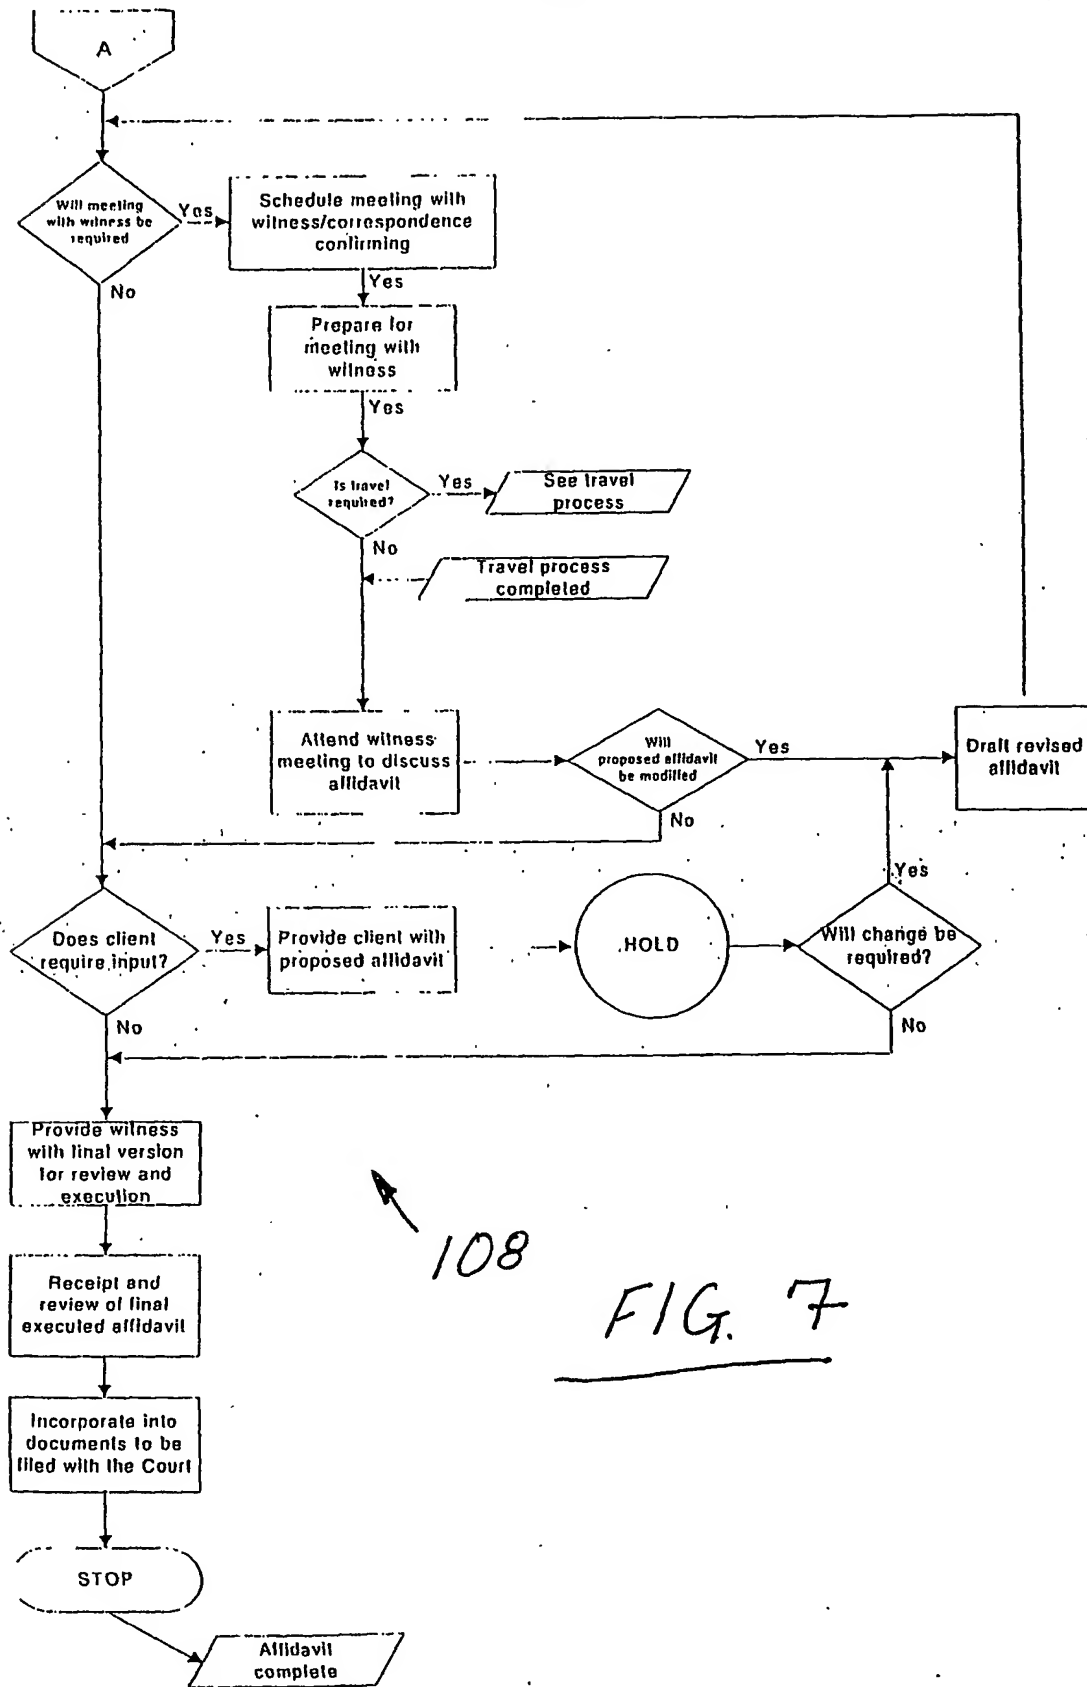 A
Will meeting
with witness be
required
Yes
No
Schedule meeting with
witness/correspondence
confirming
Yes
Prepare for
meeting with
witness
Yes
Is travel
required?
Yes
See travel
process
No
Travel process
completed
Attend witness
meeting to discuss
affidavit
Will
proposed affidavit
be modified
Yes
Draft revised
affidavit
No
Does client
require input?
Yes
Provide client with
proposed affidavit
HOLD
Will change be
required?
Yes
No
No
Provide witness
with final version
for review and
execution
Receipt and
review of final
executed affidavit
Incorporate into
documents to be
filed with the Court
STOP
Affidavit
complete
108
FIG. 7